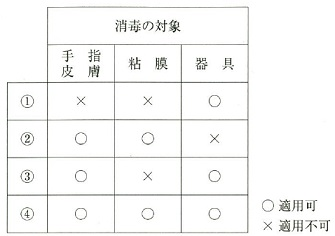 消毒の対象
手指皮膚 粘膜 器具
① × × ○
② ○ ○ ×
③ ○ × ○
④ ○ ○ ○
○ 適用可
× 適用不可